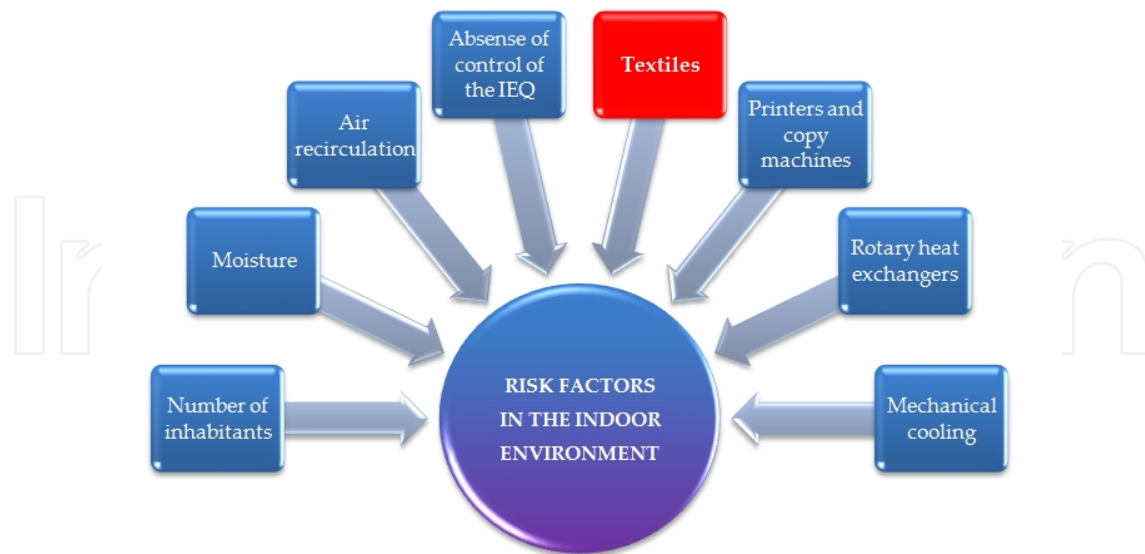 Absense of
control of
the IEQ
Textiles
Air
recirculation
Printers and
copy
machines
Moisture
Rotary heat
exchangers
Number of
inhabitants
RISK FACTORS
IN THE INDOOR
ENVIRONMENT
Mechanical
cooling